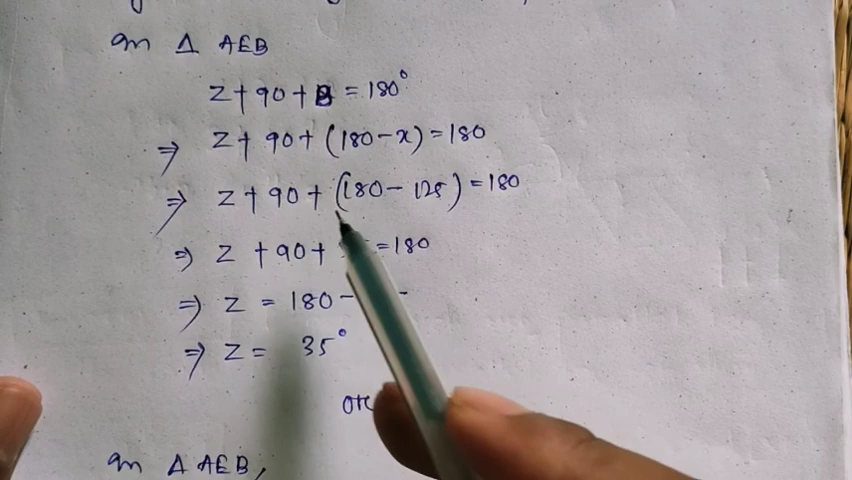 In Δ AEB
z + 90 + B = 180°
⇒ z + 90 + (180 - x) = 180
⇒ z + 90 + (180 - 125) = 180
⇒ z + 90 + = 180
⇒ z = 180 -
⇒ z = 35°
In Δ AEB,